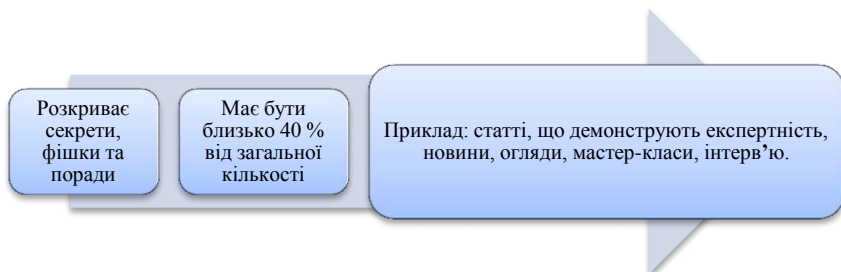 Розкриває
секрети,
фішки та
поради
Має бути
близько 40 %
від загальної
кількості
Приклад: статті, що демонструють експертність,
новини, огляди, мастер-класи, інтерв’ю.